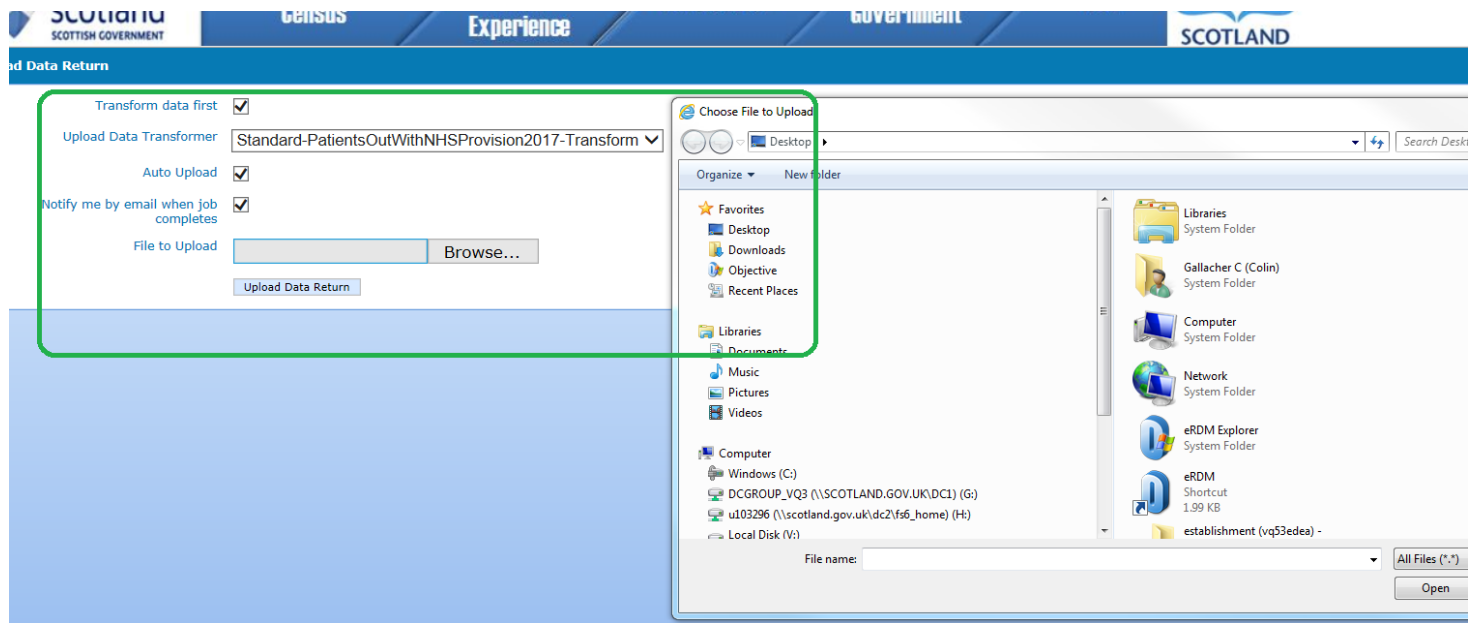 Scotland
SCOTTISH GOVERNMENT
Census
Experience
Government
SCOTLAND
ad Data Return
Transform data first
Upload Data Transformer
Standard-PatientsOutWithNHSProvision2017-Transform
Auto Upload
Notify me by email when job
completes
File to Upload
Browse...
Upload Data Return
Choose File to Upload
Desktop
Search Deskt
Organize
New folder
Favorites
Desktop
Downloads
Objective
Recent Places
Libraries
Documents
Music
Pictures
Videos
Computer
Windows (C:)
DCGROUP_VQ3 (\\SCOTLAND.GOV.UK\DC1) (G:)
u103296 (\\scotland.gov.uk\dc2\fs6_home) (H:)
Local Disk (V:)
Libraries
System Folder
Gallacher C (Colin)
System Folder
Computer
System Folder
Network
System Folder
eRDM Explorer
System Folder
eRDM
Shortcut
1.99 KB
establishment (vq53edea) -
File name:
All Files (*.*)
Open